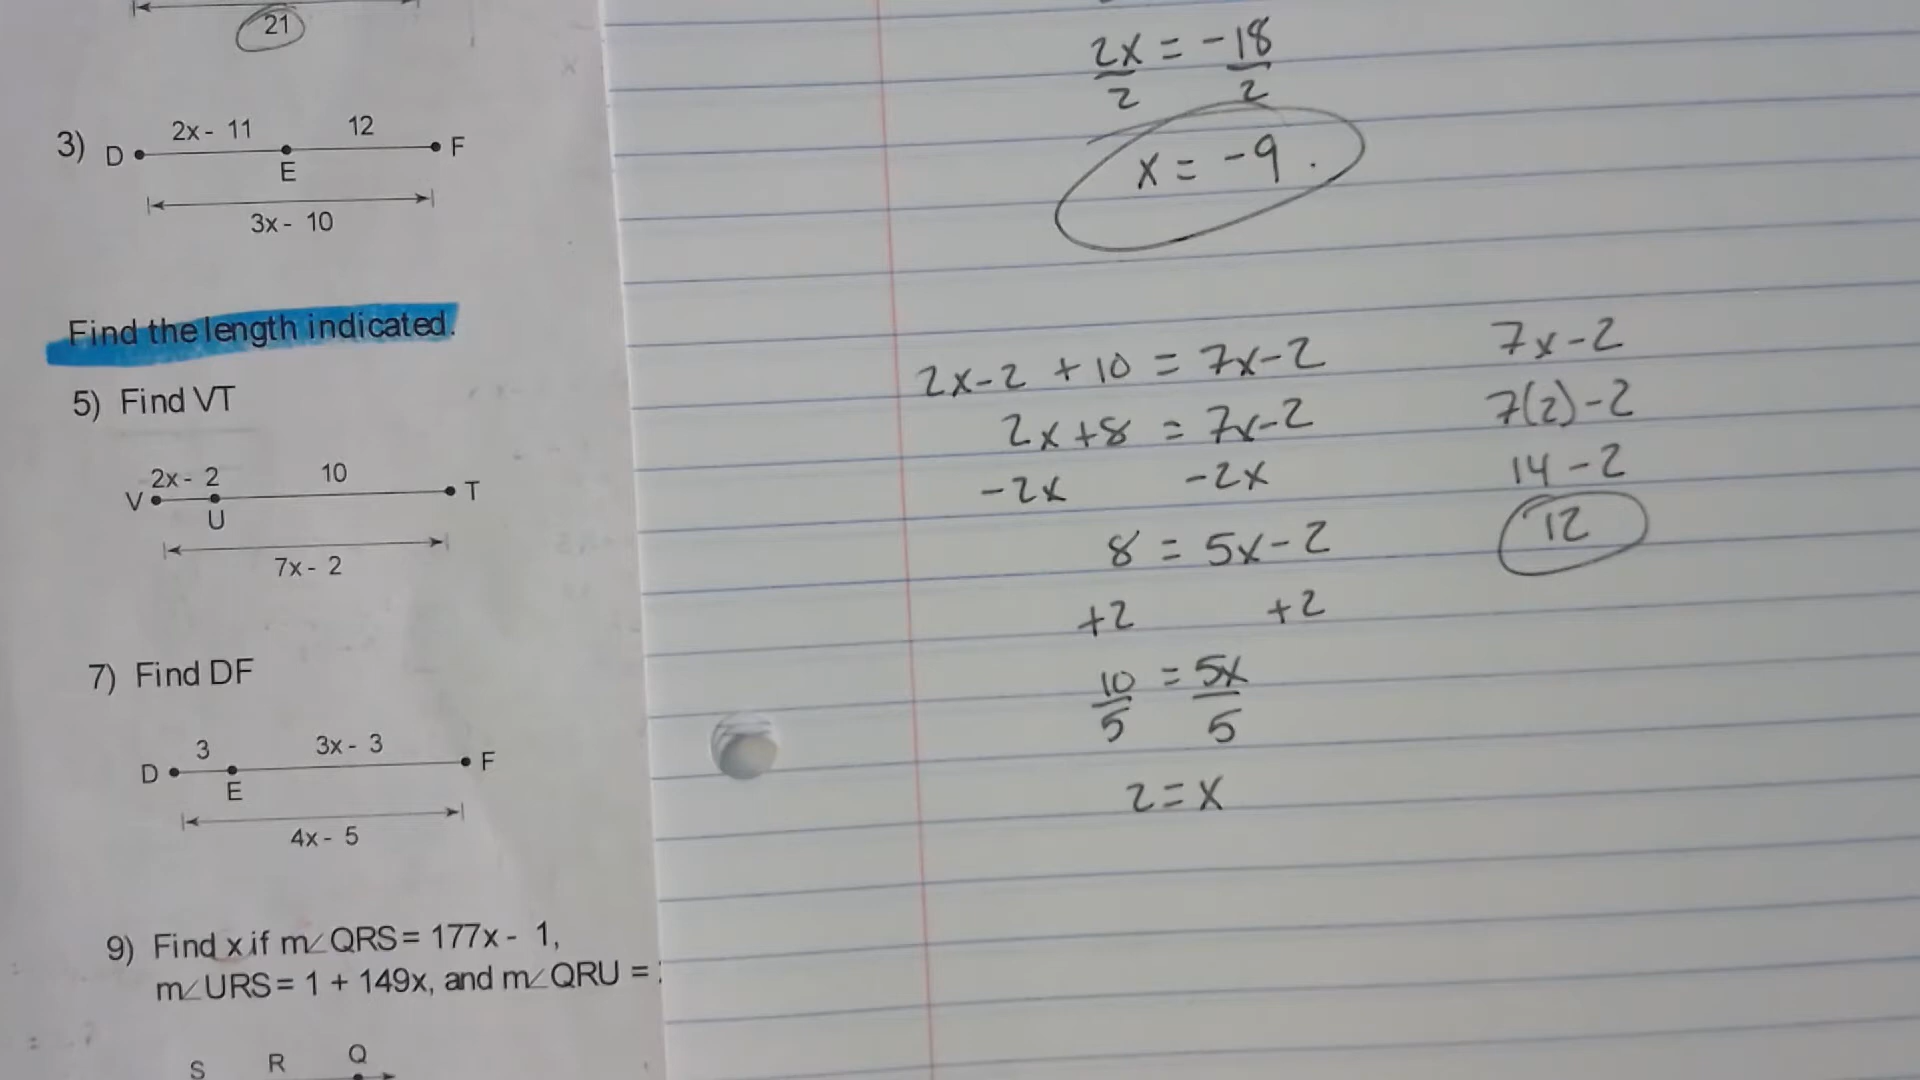 21
3) D 2x - 11 E 12 F
3x - 10
Find the length indicated.
5) Find VT
V 2x - 2 U 10 T
7x - 2
7) Find DF
D 3 E 3x - 3 F
4x - 5
9) Find x if m∠QRS = 177x - 1,
m∠URS = 1 + 149x, and m∠QRU =
S R Q
2x = -18
2 2
x = -9.
2x-2 + 10 = 7x-2
2x+8 = 7x-2
-2x -2x
8 = 5x-2
+2 +2
10 = 5x
5 5
2 = x
7x-2
7(2)-2
14-2
12